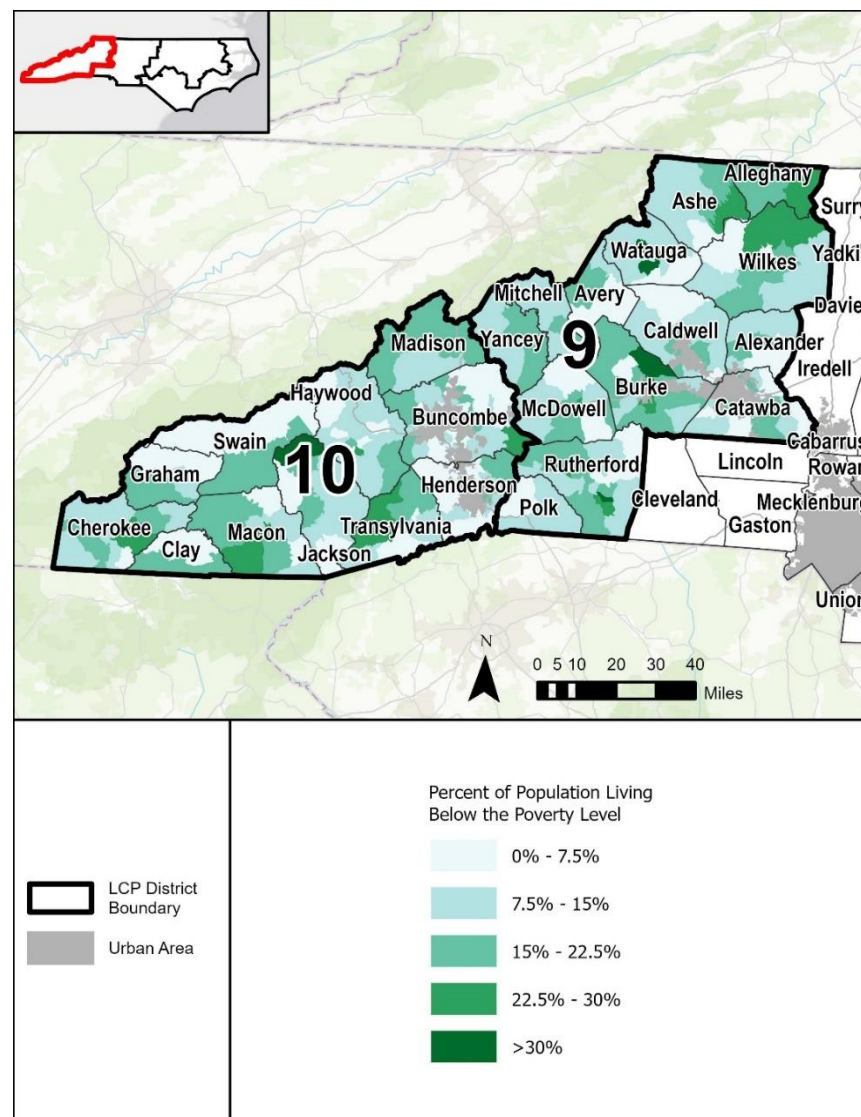 Alleghany
Ashe
Surry
Watauga
Wilkes
Yadki
Mitchell
Avery
Davie
Madison
Yancey
9
Caldwell
Alexander
Iredell
Haywood
Buncombe
McDowell
Burke
Catawba
Swain
10
Cabarrus
Graham
Henderson
Rutherford
Lincoln
Rowan
Cherokee
Macon
Transylvania
Polk
Cleveland
Mecklenburg
Clay
Jackson
Gaston
Union
N
0 5 10 20 30 40
Miles
Percent of Population Living
Below the Poverty Level
0% - 7.5%
7.5% - 15%
15% - 22.5%
22.5% - 30%
>30%
LCP District
Boundary
Urban Area